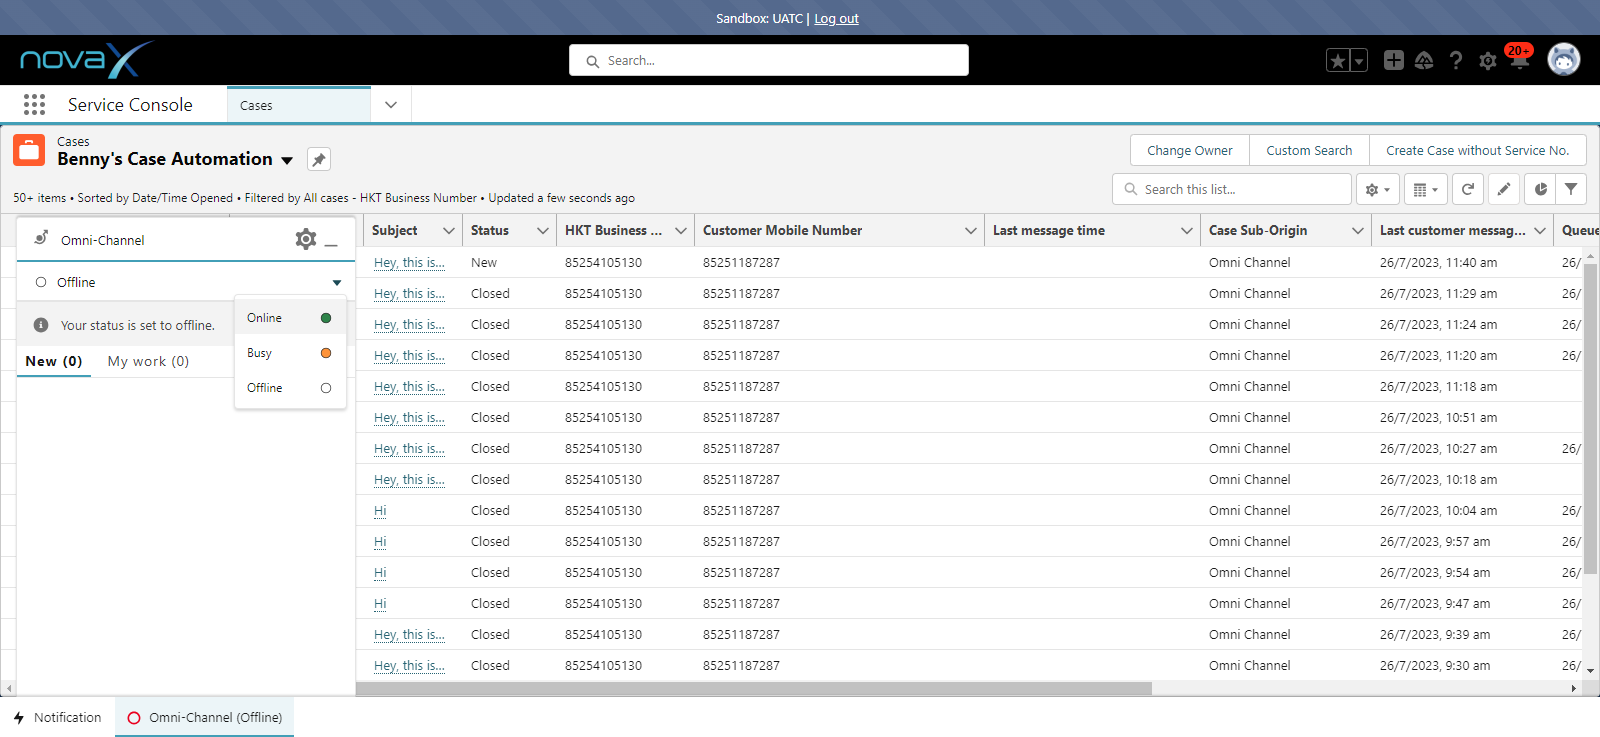 Sandbox: UATC | Log out
novaX
Search...
20+
Service Console
Cases
Cases
Benny's Case Automation
Change Owner
Custom Search
Create Case without Service No.
50+ items • Sorted by Date/Time Opened • Filtered by All cases - HKT Business Number • Updated a few seconds ago
Search this list...
Omni-Channel
Offline
Your status is set to offline.
New (0) My work (0)
Online
Busy
Offline
Subject Status HKT Business ... Customer Mobile Number Last message time Case Sub-Origin Last customer messag... Queue
Hey, this is... New 85254105130 85251187287 Omni Channel 26/7/2023, 11:40 am 26/
Hey, this is... Closed 85254105130 85251187287 Omni Channel 26/7/2023, 11:29 am 26/
Hey, this is... Closed 85254105130 85251187287 Omni Channel 26/7/2023, 11:24 am 26/
Hey, this is... Closed 85254105130 85251187287 Omni Channel 26/7/2023, 11:20 am 26/
Hey, this is... Closed 85254105130 85251187287 Omni Channel 26/7/2023, 11:18 am
Hey, this is... Closed 85254105130 85251187287 Omni Channel 26/7/2023, 10:51 am
Hey, this is... Closed 85254105130 85251187287 Omni Channel 26/7/2023, 10:27 am 26/
Hey, this is... Closed 85254105130 85251187287 Omni Channel 26/7/2023, 10:18 am
Hi Closed 85254105130 85251187287 Omni Channel 26/7/2023, 10:04 am 26/
Hi Closed 85254105130 85251187287 Omni Channel 26/7/2023, 9:57 am 26/
Hi Closed 85254105130 85251187287 Omni Channel 26/7/2023, 9:54 am 26/
Hi Closed 85254105130 85251187287 Omni Channel 26/7/2023, 9:47 am 26/
Hey, this is... Closed 85254105130 85251187287 Omni Channel 26/7/2023, 9:39 am 26/
Hey, this is... Closed 85254105130 85251187287 Omni Channel 26/7/2023, 9:30 am 26/
Notification
Omni-Channel (Offline)